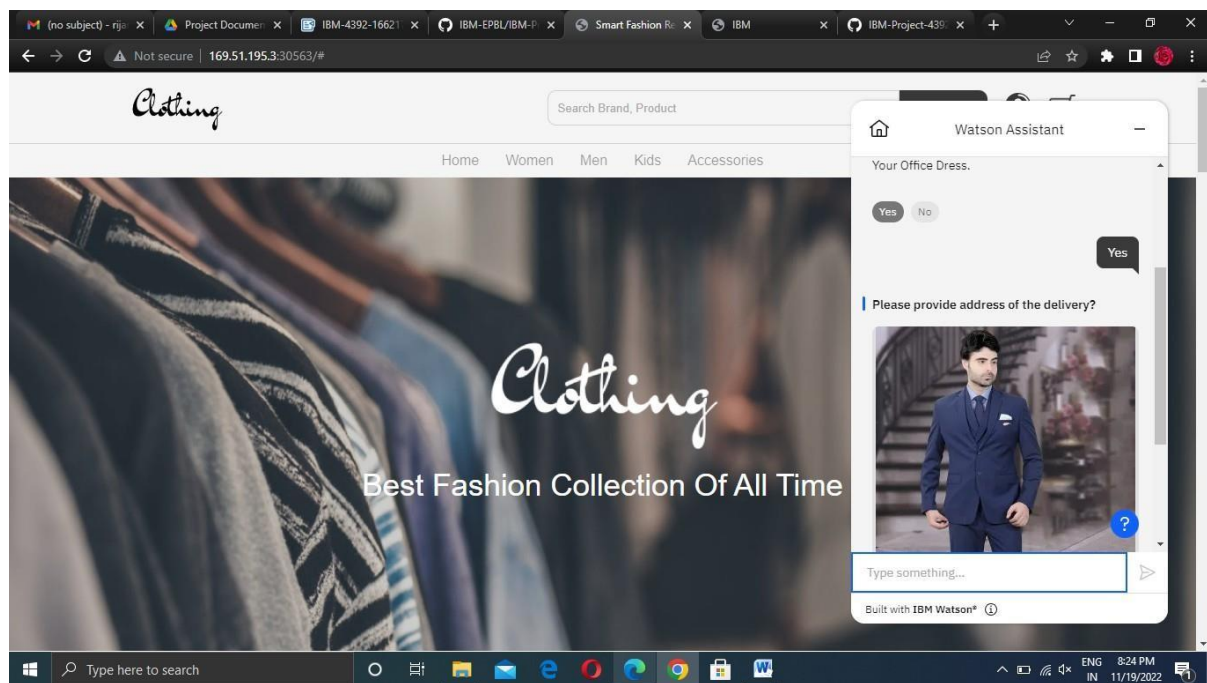 (no subject) - rija
Project Documen
IBM-4392-16621
IBM-EPBL/IBM-P
Smart Fashion Re
IBM
IBM-Project-439
Not secure | 169.51.195.3:30563/#
Clothing
Search Brand, Product
Home Women Men Kids Accessories
Clothing
Best Fashion Collection Of All Time
Watson Assistant
Your Office Dress.
Yes No
Yes
Please provide address of the delivery?
?
Type something...
Built with IBM Watson®
Type here to search
ENG 8:24 PM
IN 11/19/2022
1